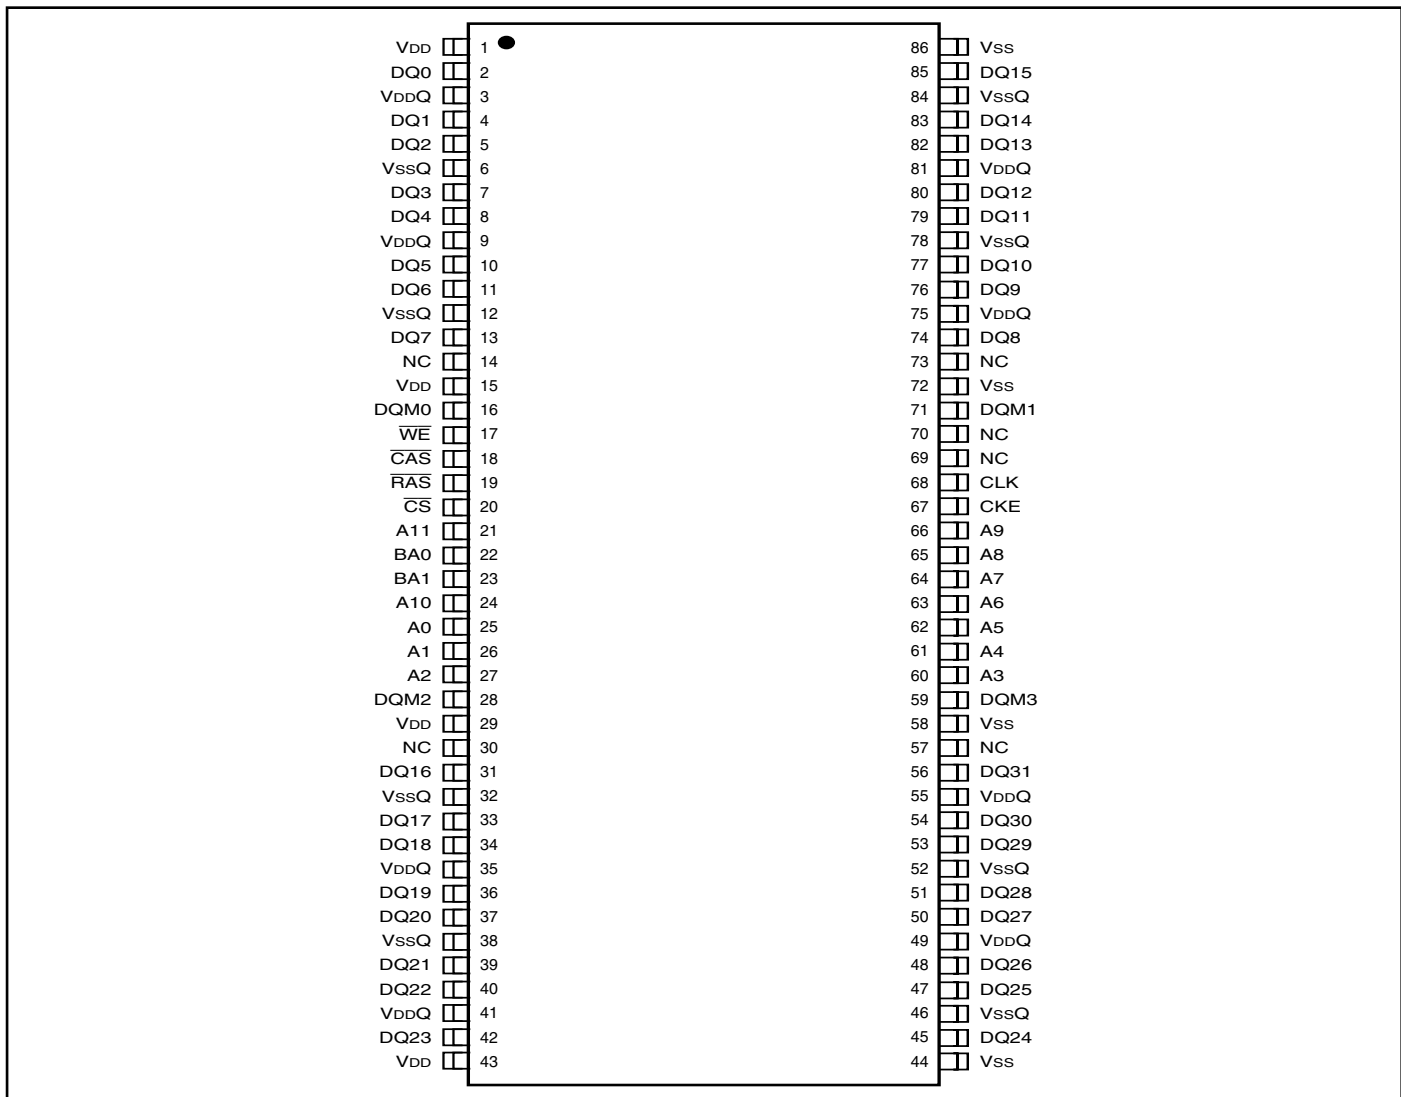 VDD 1 86 VSS
DQ0 2 85 DQ15
VDDQ 3 84 VSSQ
DQ1 4 83 DQ14
DQ2 5 82 DQ13
VSSQ 6 81 VDDQ
DQ3 7 80 DQ12
DQ4 8 79 DQ11
VDDQ 9 78 VSSQ
DQ5 10 77 DQ10
DQ6 11 76 DQ9
VSSQ 12 75 VDDQ
DQ7 13 74 DQ8
NC 14 73 NC
VDD 15 72 VSS
DQM0 16 71 DQM1
W̅E̅ 17 70 NC
C̅A̅S̅ 18 69 NC
R̅A̅S̅ 19 68 CLK
C̅S̅ 20 67 CKE
A11 21 66 A9
BA0 22 65 A8
BA1 23 64 A7
A10 24 63 A6
A0 25 62 A5
A1 26 61 A4
A2 27 60 A3
DQM2 28 59 DQM3
VDD 29 58 VSS
NC 30 57 NC
DQ16 31 56 DQ31
VSSQ 32 55 VDDQ
DQ17 33 54 DQ30
DQ18 34 53 DQ29
VDDQ 35 52 VSSQ
DQ19 36 51 DQ28
DQ20 37 50 DQ27
VSSQ 38 49 VDDQ
DQ21 39 48 DQ26
DQ22 40 47 DQ25
VDDQ 41 46 VSSQ
DQ23 42 45 DQ24
VDD 43 44 VSS